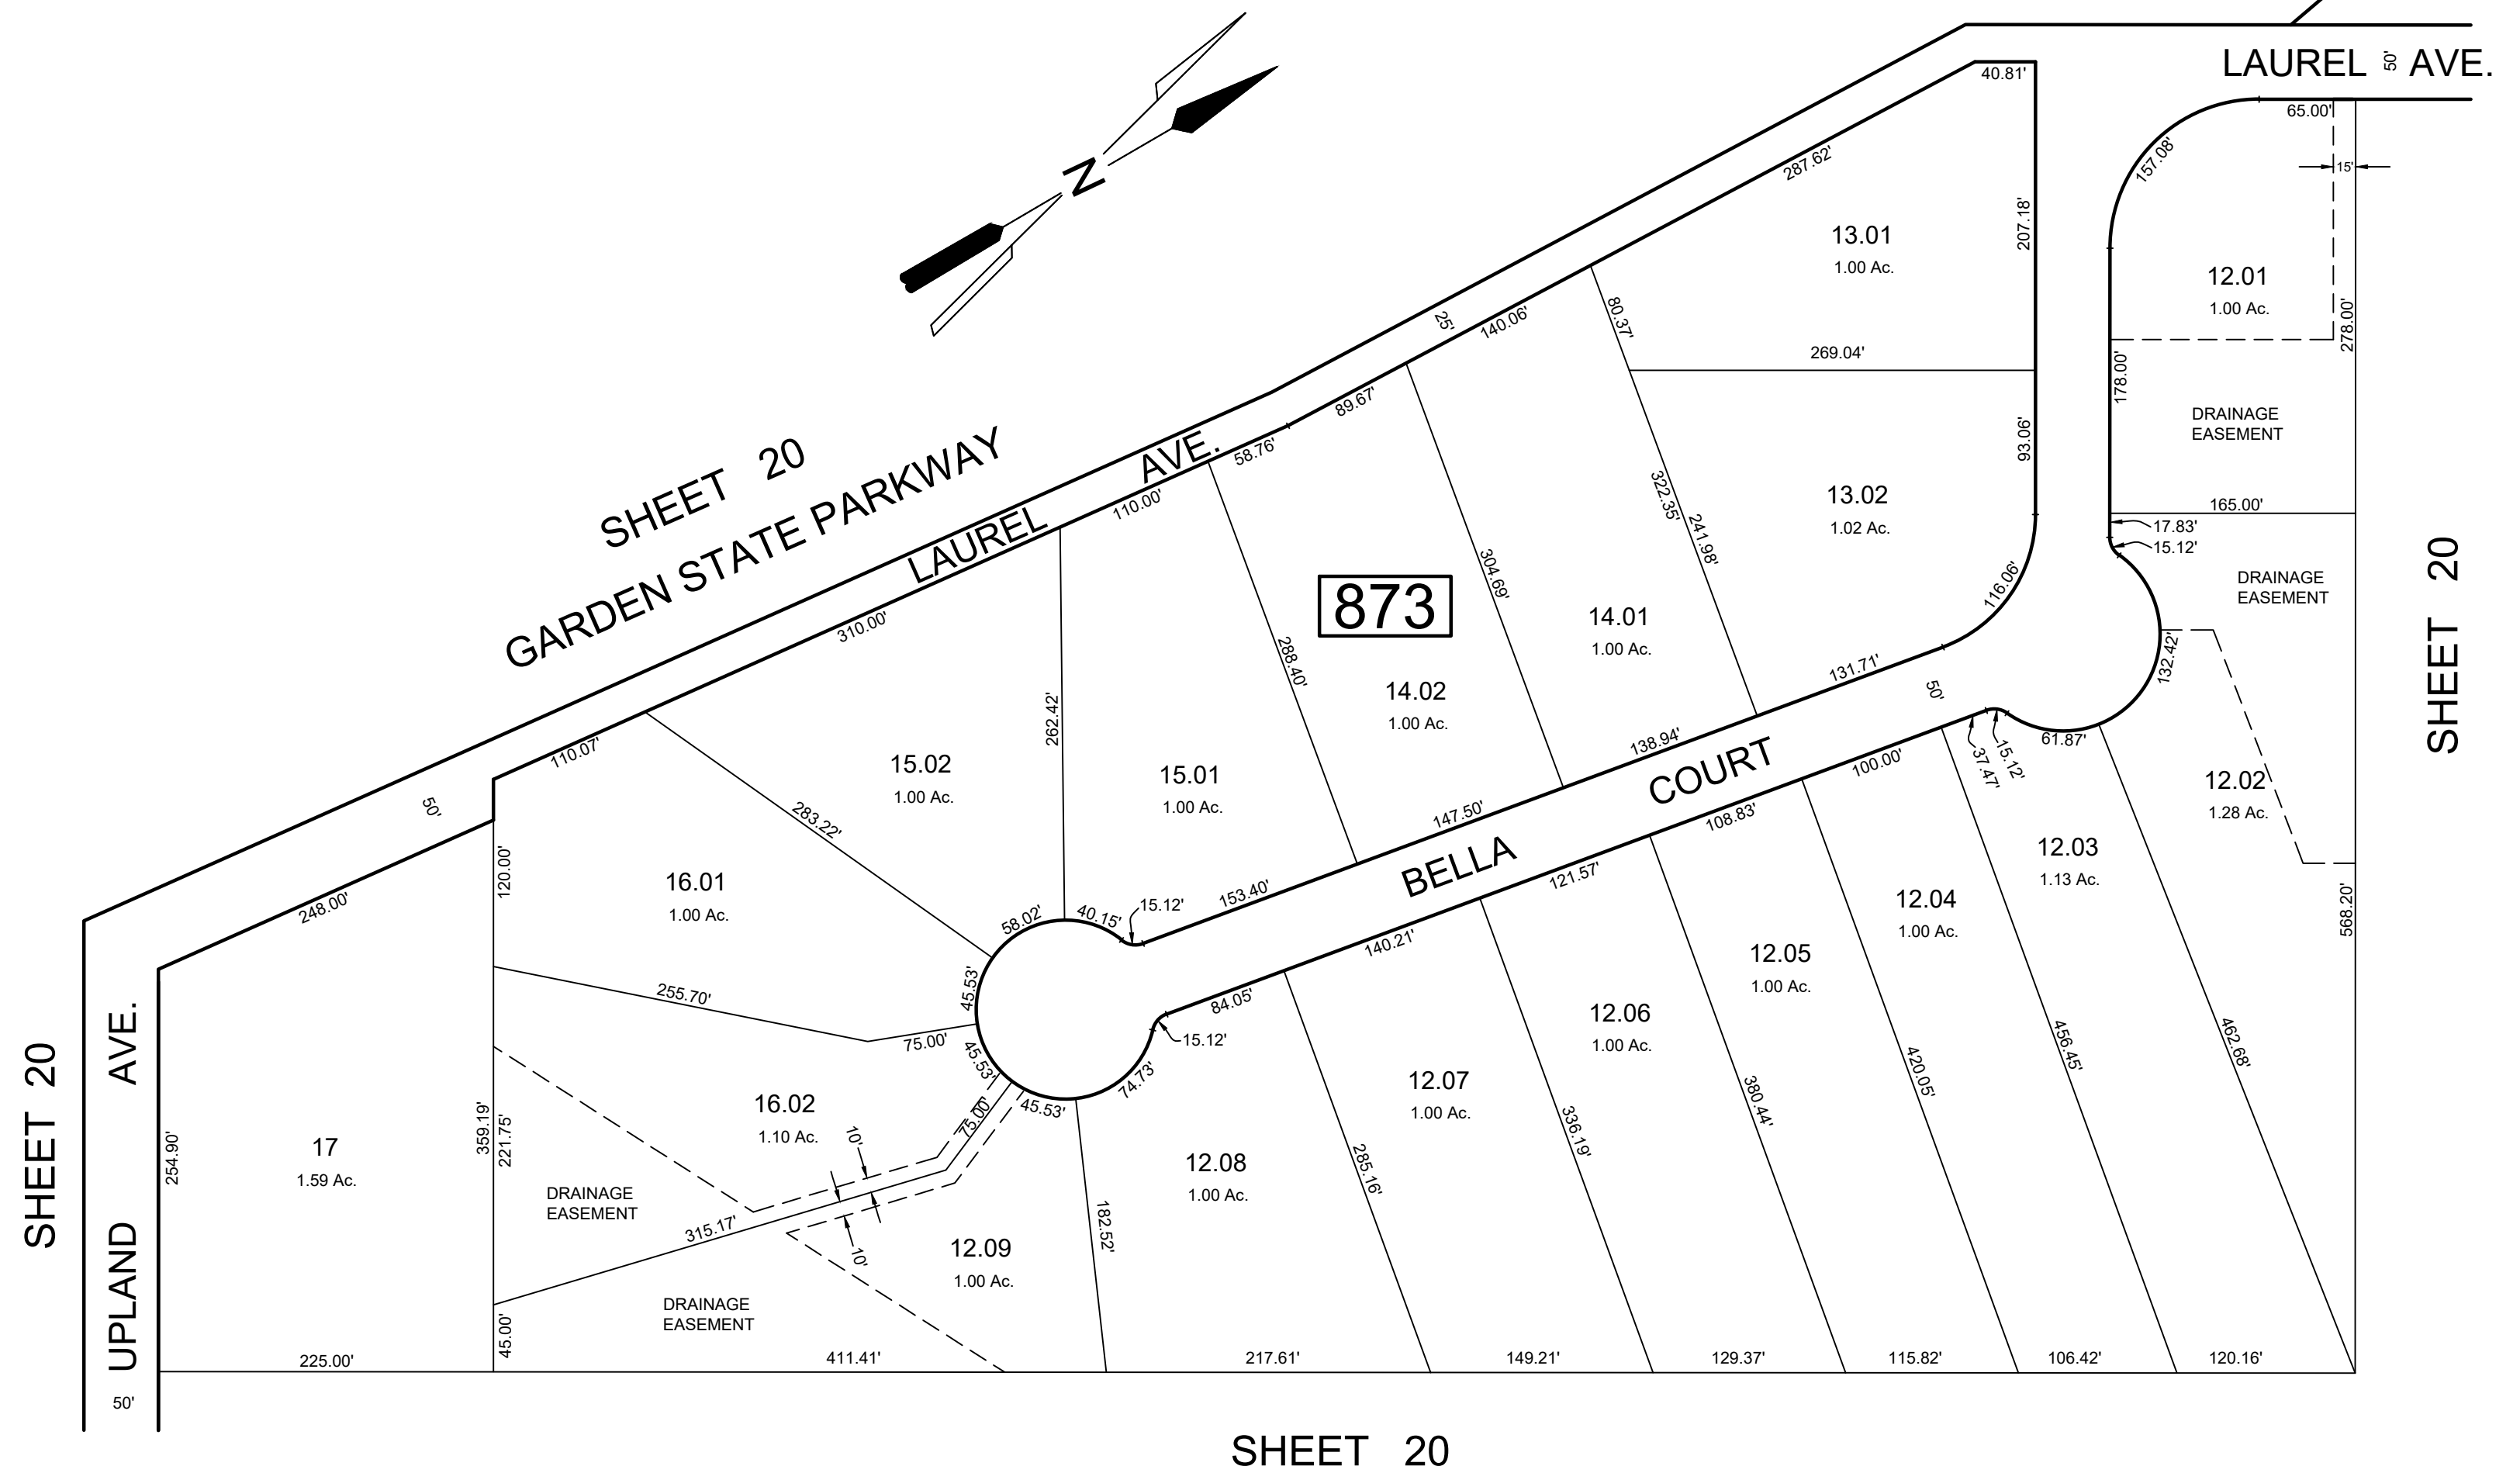 LAUREL 50' AVE.
40.81'
65.00'
157.08'
15'
287.62'
207.18'
13.01
1.00 Ac.
12.01
1.00 Ac.
278.00'
178.00'
N
25'
140.06'
80.37'
269.04'
89.67'
58.76'
110.00'
SHEET 20
GARDEN STATE PARKWAY
LAUREL AVE.
310.00'
110.07'
50'
248.00'
DRAINAGE
EASEMENT
165.00'
17.83'
15.12'
DRAINAGE
EASEMENT
93.06'
13.02
1.02 Ac.
322.35'
241.98'
304.69'
116.06'
873
14.01
1.00 Ac.
131.71'
50'
132.42'
61.87'
15.12'
37.47'
288.40'
14.02
1.00 Ac.
138.94'
147.50'
262.42'
15.01
1.00 Ac.
15.02
1.00 Ac.
283.22'
153.40'
15.12'
40.15'
58.02'
BELLA COURT
100.00'
108.83'
121.57'
140.21'
84.05'
15.12'
74.73'
45.53'
45.53'
45.53'
16.01
1.00 Ac.
120.00'
255.70'
75.00'
16.02
1.10 Ac.
75.00'
10'
10'
315.17'
DRAINAGE
EASEMENT
DRAINAGE
EASEMENT
359.19'
221.75'
45.00'
17
1.59 Ac.
254.90'
UPLAND AVE.
50'
SHEET 20
12.02
1.28 Ac.
568.20'
12.03
1.13 Ac.
12.04
1.00 Ac.
12.05
1.00 Ac.
12.06
1.00 Ac.
12.07
1.00 Ac.
12.08
1.00 Ac.
12.09
1.00 Ac.
462.68'
456.45'
420.05'
380.44'
336.19'
285.16'
182.52'
225.00'
411.41'
217.61'
149.21'
129.37'
115.82'
106.42'
120.16'
SHEET 20
SHEET 20